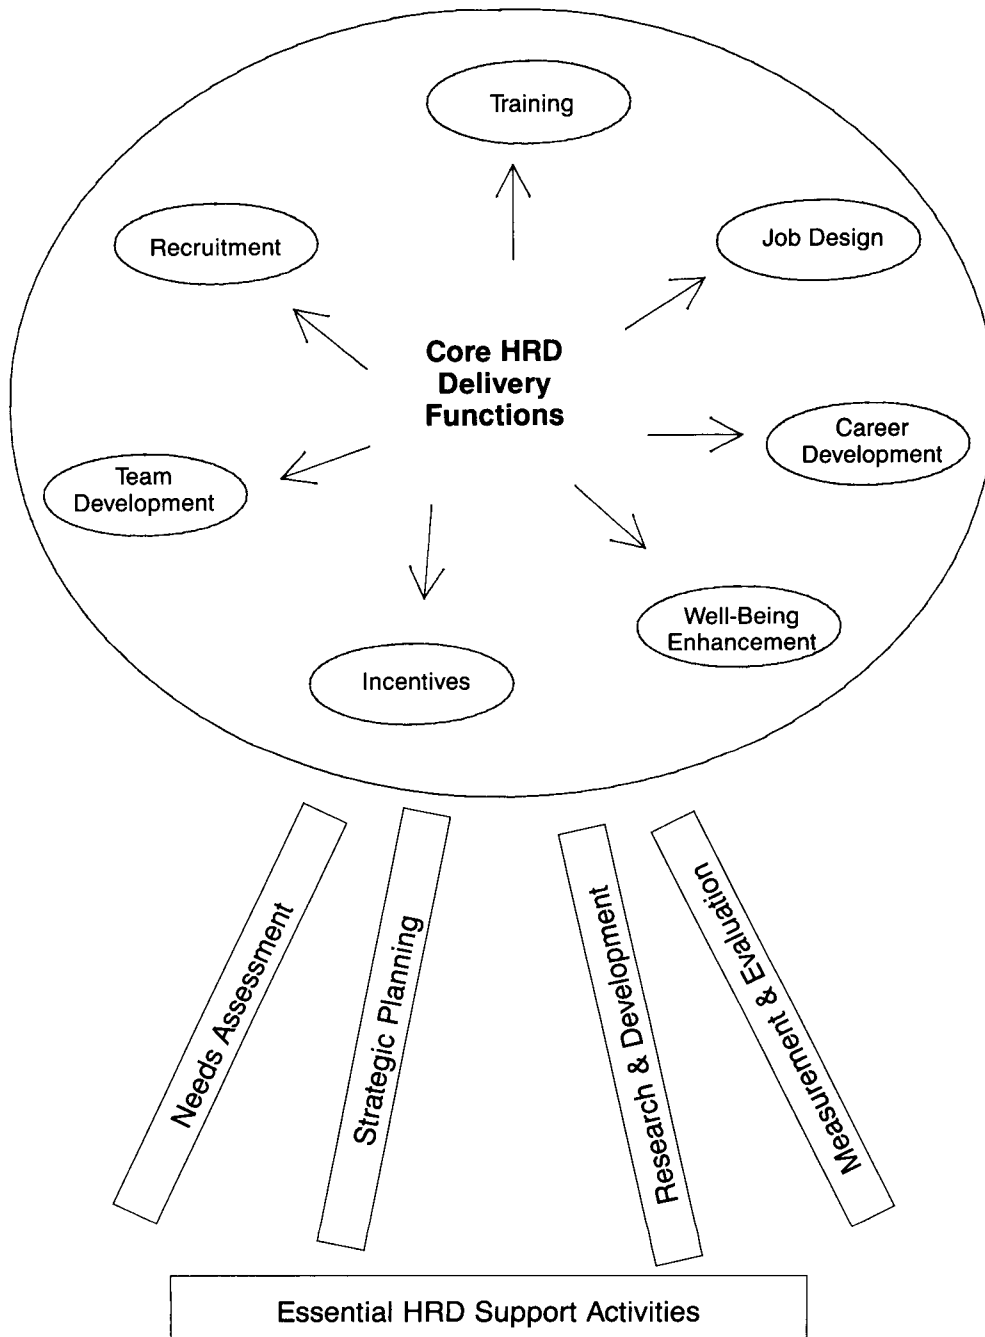 Training
Recruitment
Job Design
Core HRD
Delivery
Functions
Career
Development
Team
Development
Well-Being
Enhancement
Incentives
Needs Assessment
Strategic Planning
Research & Development
Measurement & Evaluation
Essential HRD Support Activities